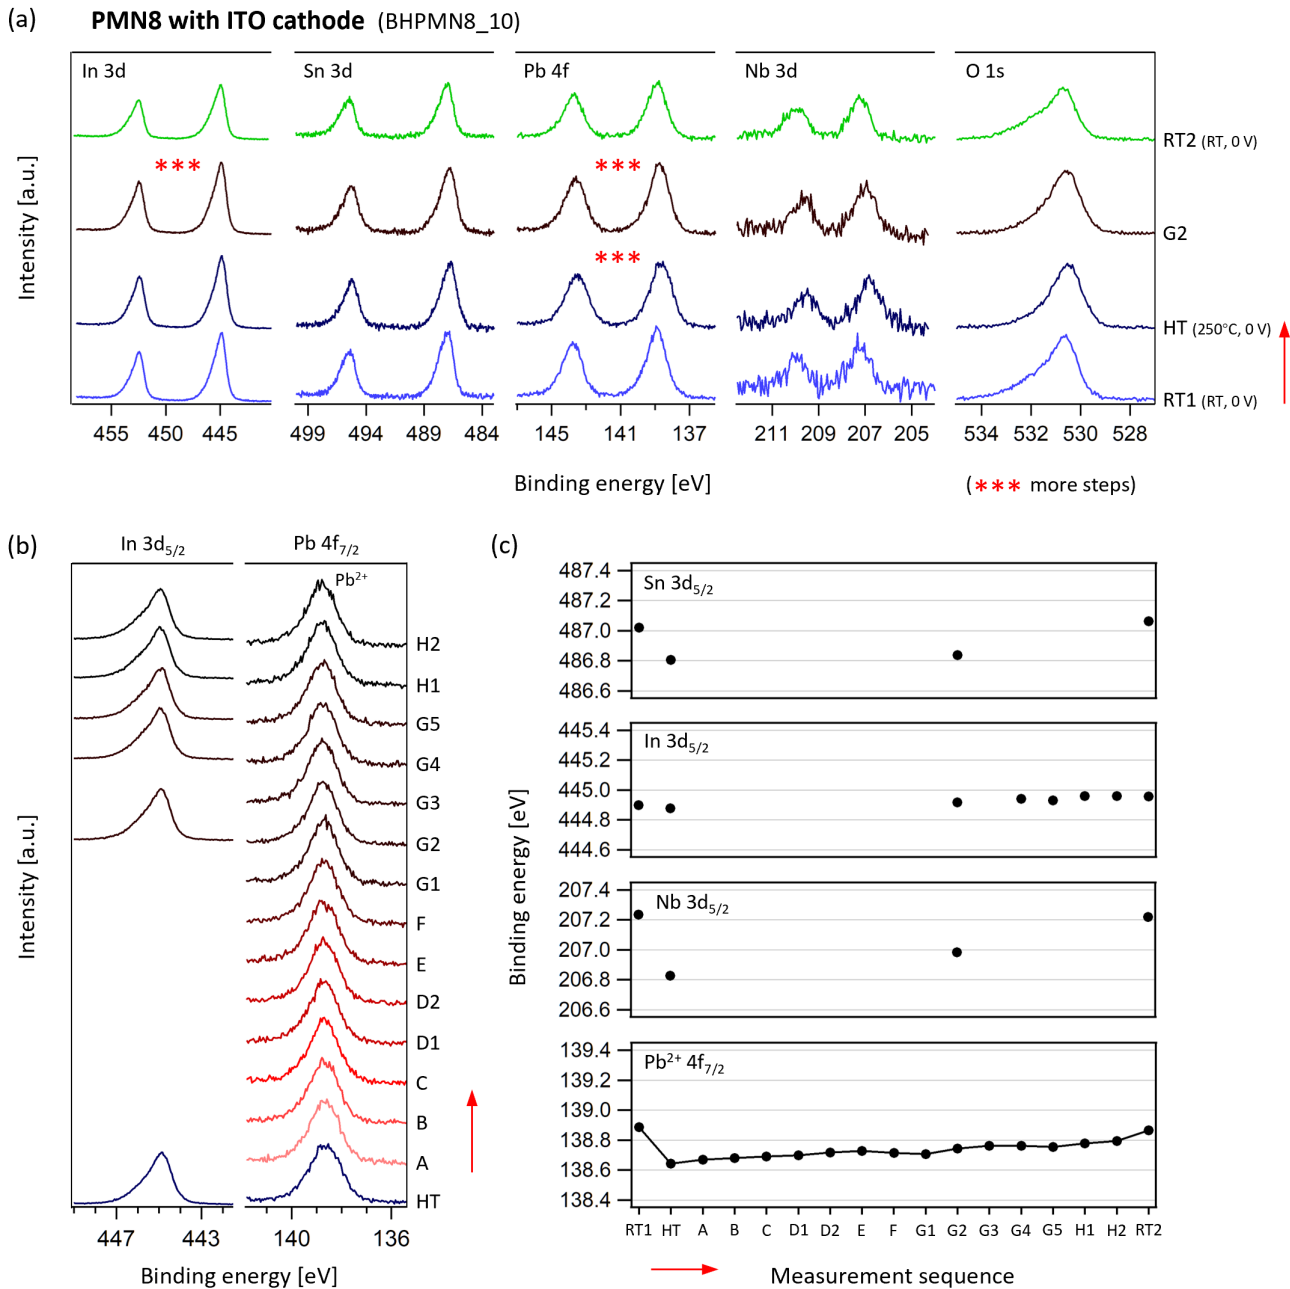 (a) PMN8 with ITO cathode (BHPMN8_10)
In 3d Sn 3d Pb 4f Nb 3d O 1s
RT2 (RT, 0 V)
*** ***
G2
***
HT (250°C, 0 V)
RT1 (RT, 0 V)
Intensity [a.u.]
455 450 445 499 494 489 484 145 141 137 211 209 207 205 534 532 530 528
Binding energy [eV] (*** more steps)
(b) In 3d5/2 Pb 4f7/2
Pb2+
H2
H1
G5
G4
G3
G2
G1
F
E
D2
D1
C
B
A
HT
Intensity [a.u.]
447 443 140 136
Binding energy [eV]
(c)
Sn 3d5/2
487.4
487.2
487.0
486.8
486.6
In 3d5/2
445.4
445.2
445.0
444.8
444.6
Nb 3d5/2
207.4
207.2
207.0
206.8
206.6
Pb2+ 4f7/2
139.4
139.2
139.0
138.8
138.6
138.4
Binding energy [eV]
RT1 HT A B C D1 D2 E F G1 G2 G3 G4 G5 H1 H2 RT2
Measurement sequence